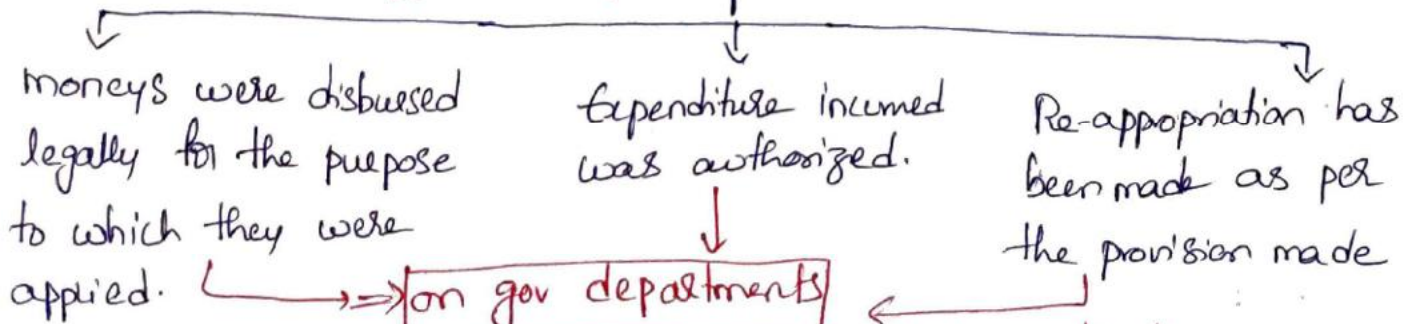 moneys were disbursed
legally for the purpose
to which they were
applied.
Expenditure incurred
was authorized.
Re-appropriation has
been made as per
the provision made
on gov departments